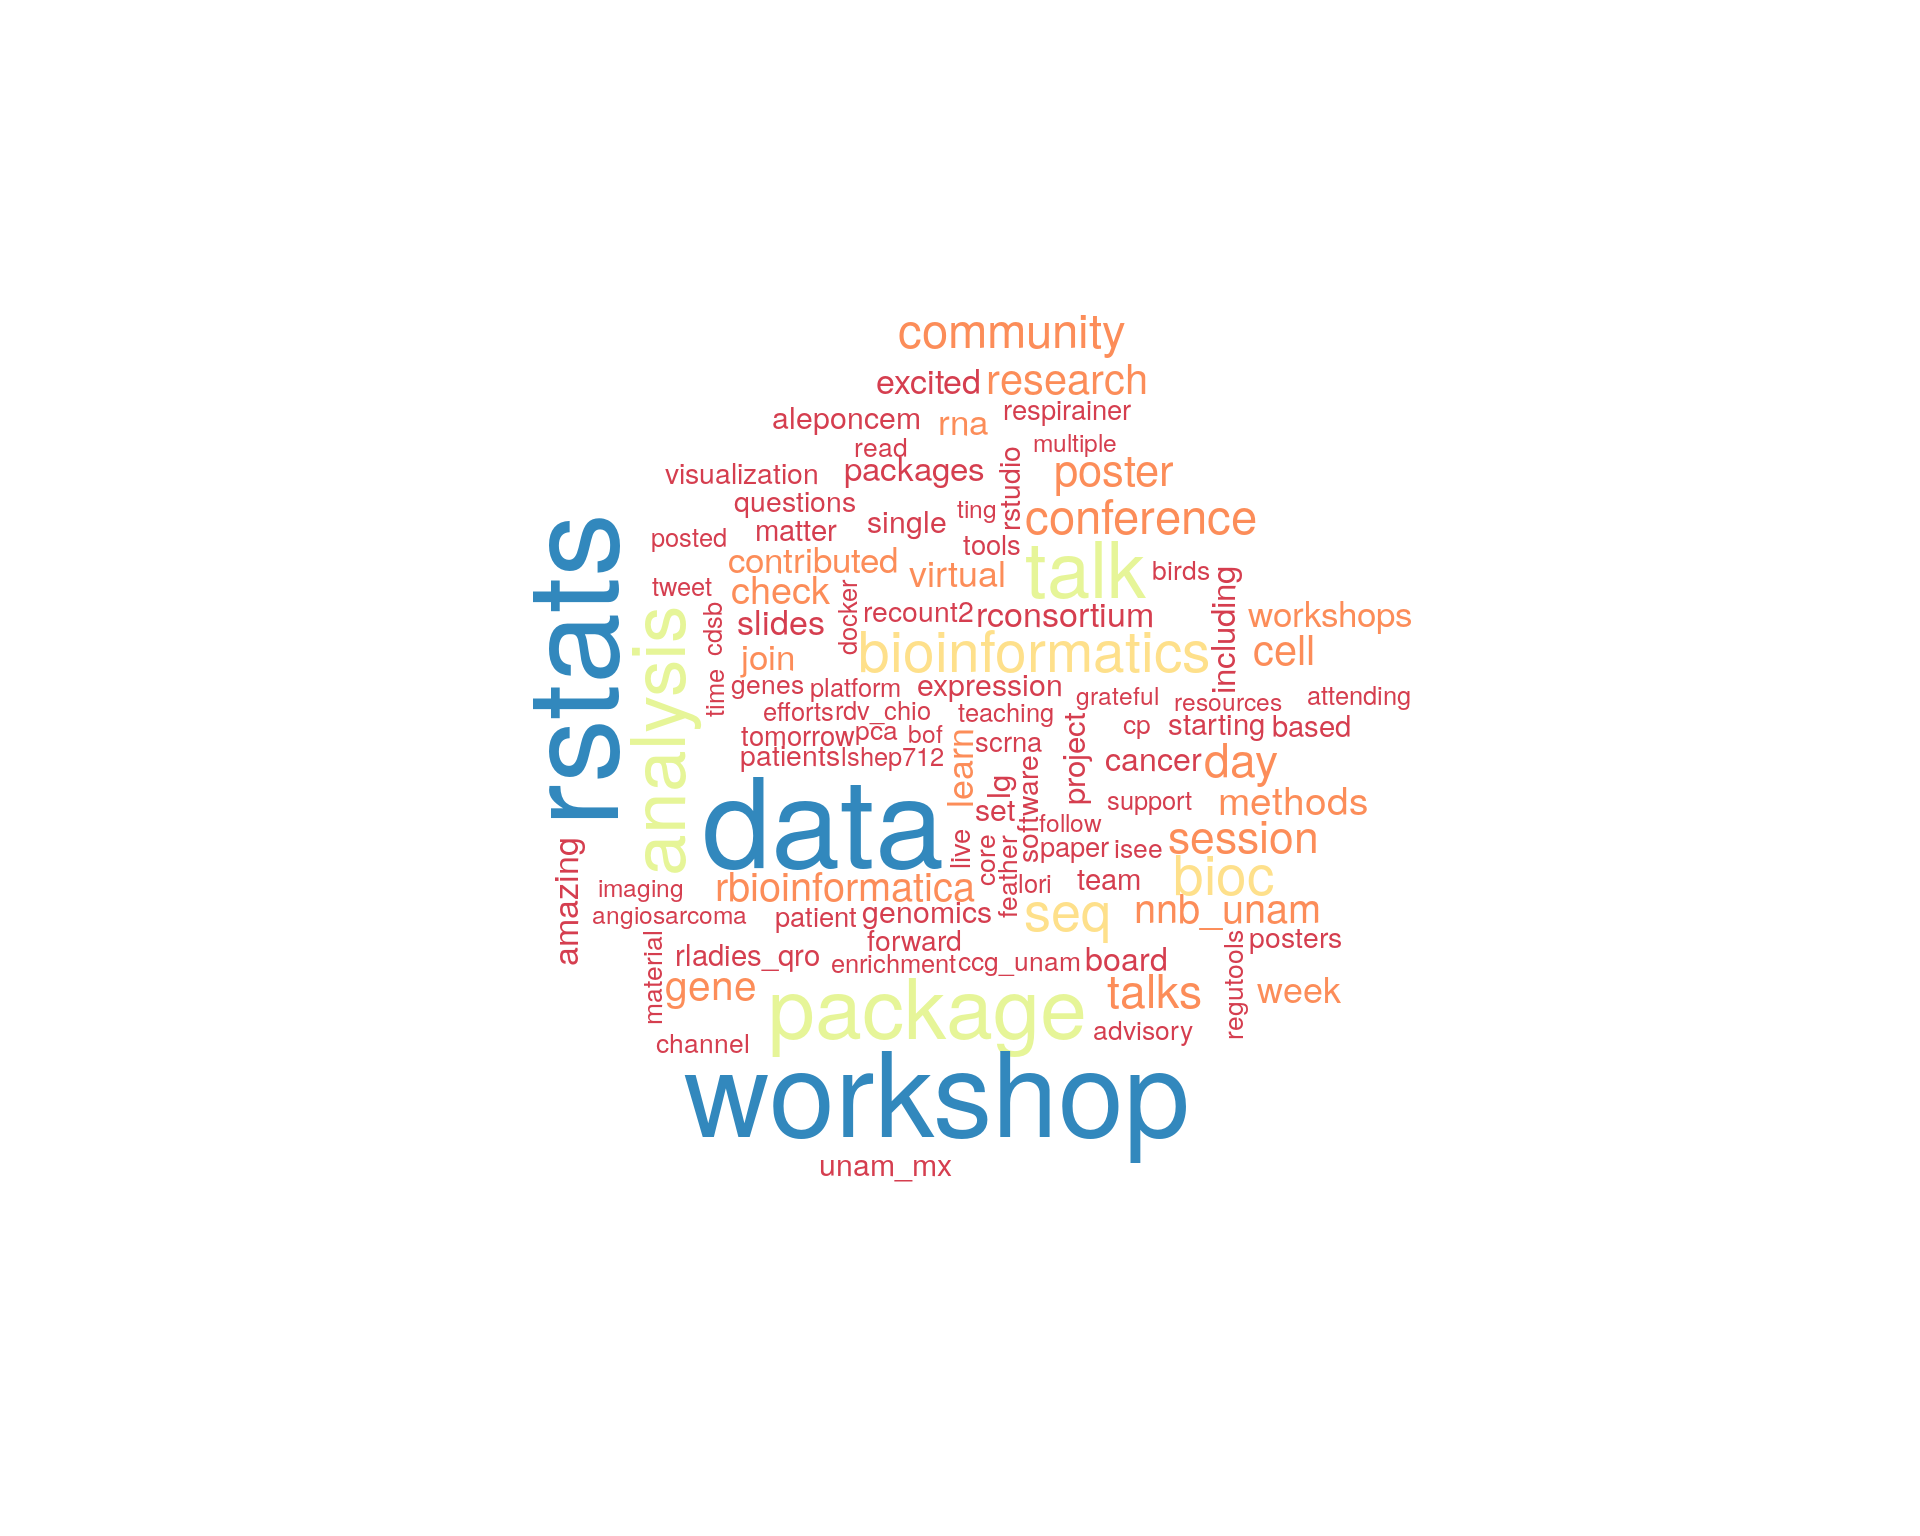 community
excited research
aleponcem rna respirainer
read multiple
visualization packages rstudio poster
questions ting
posted matter single conference
tools
contributed virtual talk birds
tweet check docker including
cdsb slides recount2 rconsortium workshops
rstats
analysis
join bioinformatics cell
time genes platform expression grateful resources attending
efforts rdv_chio teaching project cp starting based
tomorrow pca bof learn scrna
patients lshep712 software cancer day
data lg set support methods
live core feather follow
paper isee session
amazing imaging rbioinformatica lori team bioc
angiosarcoma patient genomics seq nnb_unam
material rladies_qro forward regutools posters
enrichment ccg_unam board
gene package talks week
channel advisory
workshop
unam_mx